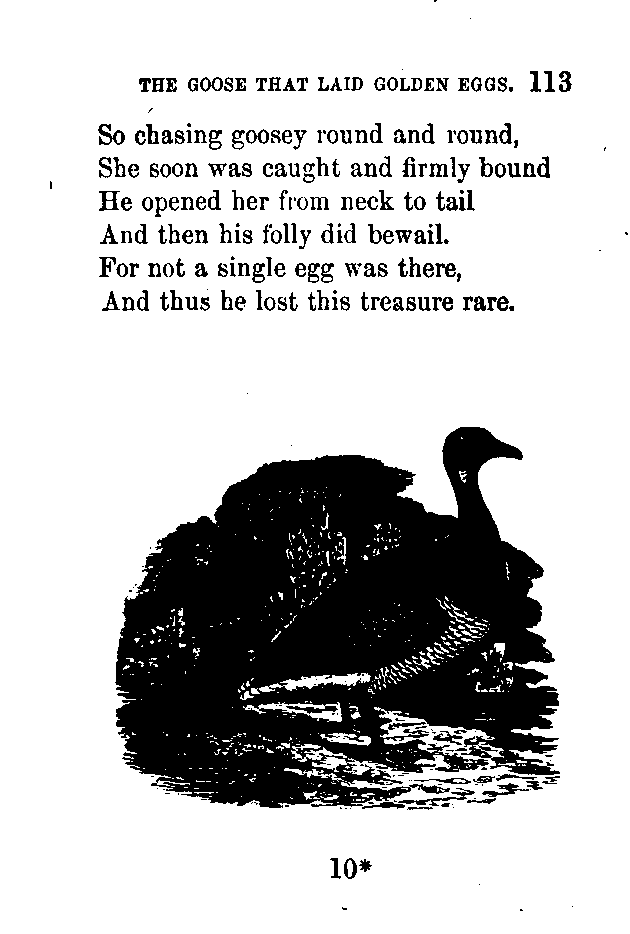 THE GOOSE THAT LAID GOLDEN EGGS. 113
So chasing goosey round and round,
She soon was caught and firmly bound
He opened her from neck to tail
And then his folly did bewail.
For not a single egg was there,
And thus he lost this treasure rare.
10*